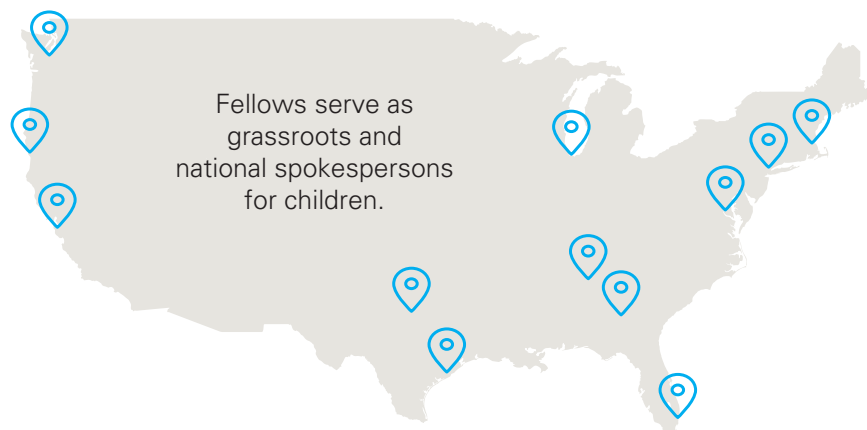 Fellows serve as
grassroots and
national spokespersons
for children.